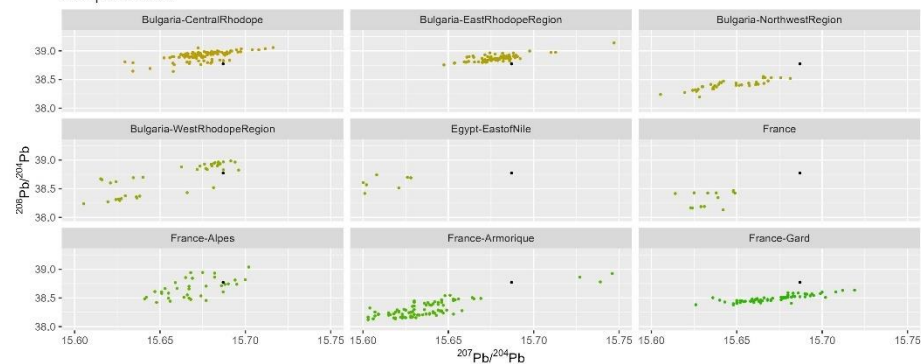 Bulgaria-CentralRhodope Bulgaria-EastRhodopeRegion Bulgaria-NorthwestRegion
39.0
38.5
38.0
Bulgaria-WestRhodopeRegion Egypt-EastofNile France
39.0
38.5
38.0
²⁰⁸Pb/²⁰⁴Pb
France-Alpes France-Armorique France-Gard
39.0
38.5
38.0
15.60 15.65 15.70 15.75 15.60 15.65 15.70 15.75 15.60 15.65 15.70 15.75
²⁰⁷Pb/²⁰⁴Pb